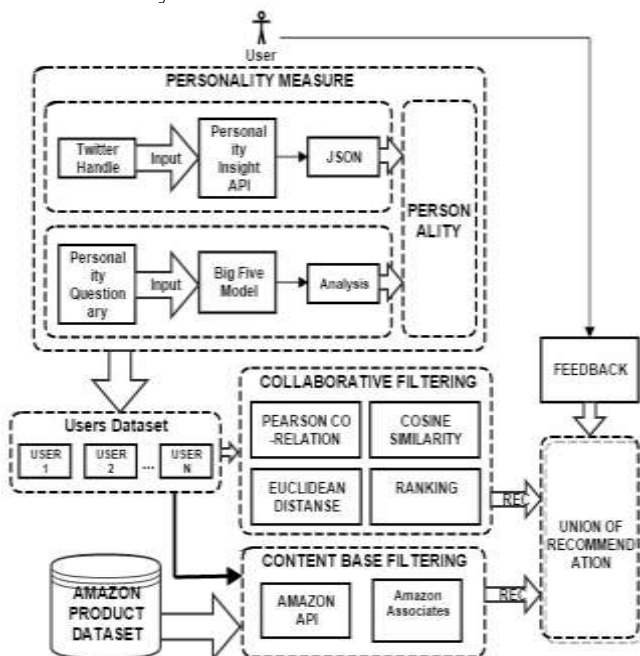 User
PERSONALITY MEASURE
Twitter
Handle
Input
Personal
ity
Insight
API
JSON
PERSON
ALITY
Personal
ity
Question
ary
Input
Big Five
Model
Analysis
FEEDBACK
COLLABORATIVE FILTERING
Users Dataset
USER
1
USER
2
...
USER
N
PEARSON CO
-RELATION
COSINE
SIMILARITY
EUCLIDEAN
DISTANSE
RANKING
REC
UNION OF
RECOMMEND
ATION
CONTENT BASE FILTERING
AMAZON
PRODUCT
DATASET
AMAZON
API
Amazon
Associates
REC